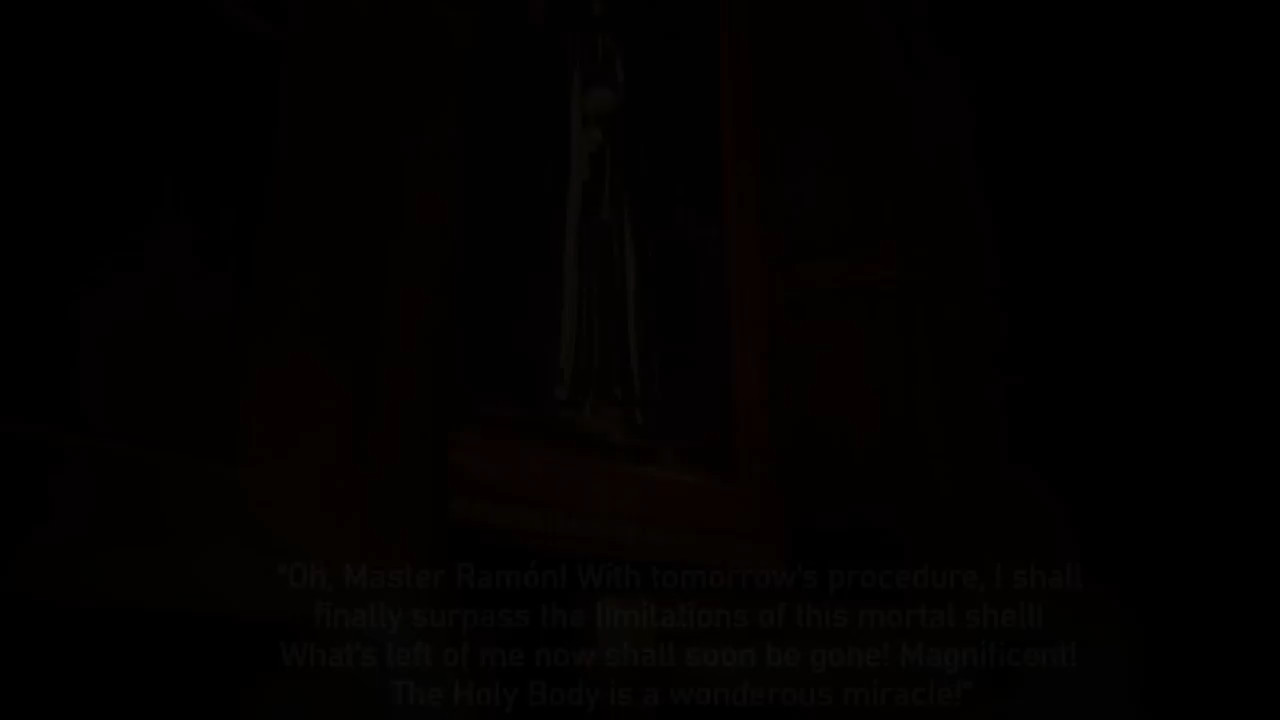 "Oh, Master Ramón! With tomorrow's procedure, I shall
finally surpass the limitations of this mortal shell!
What's left of me now shall soon be gone! Magnificent!
The Holy Body is a wonderous miracle!"